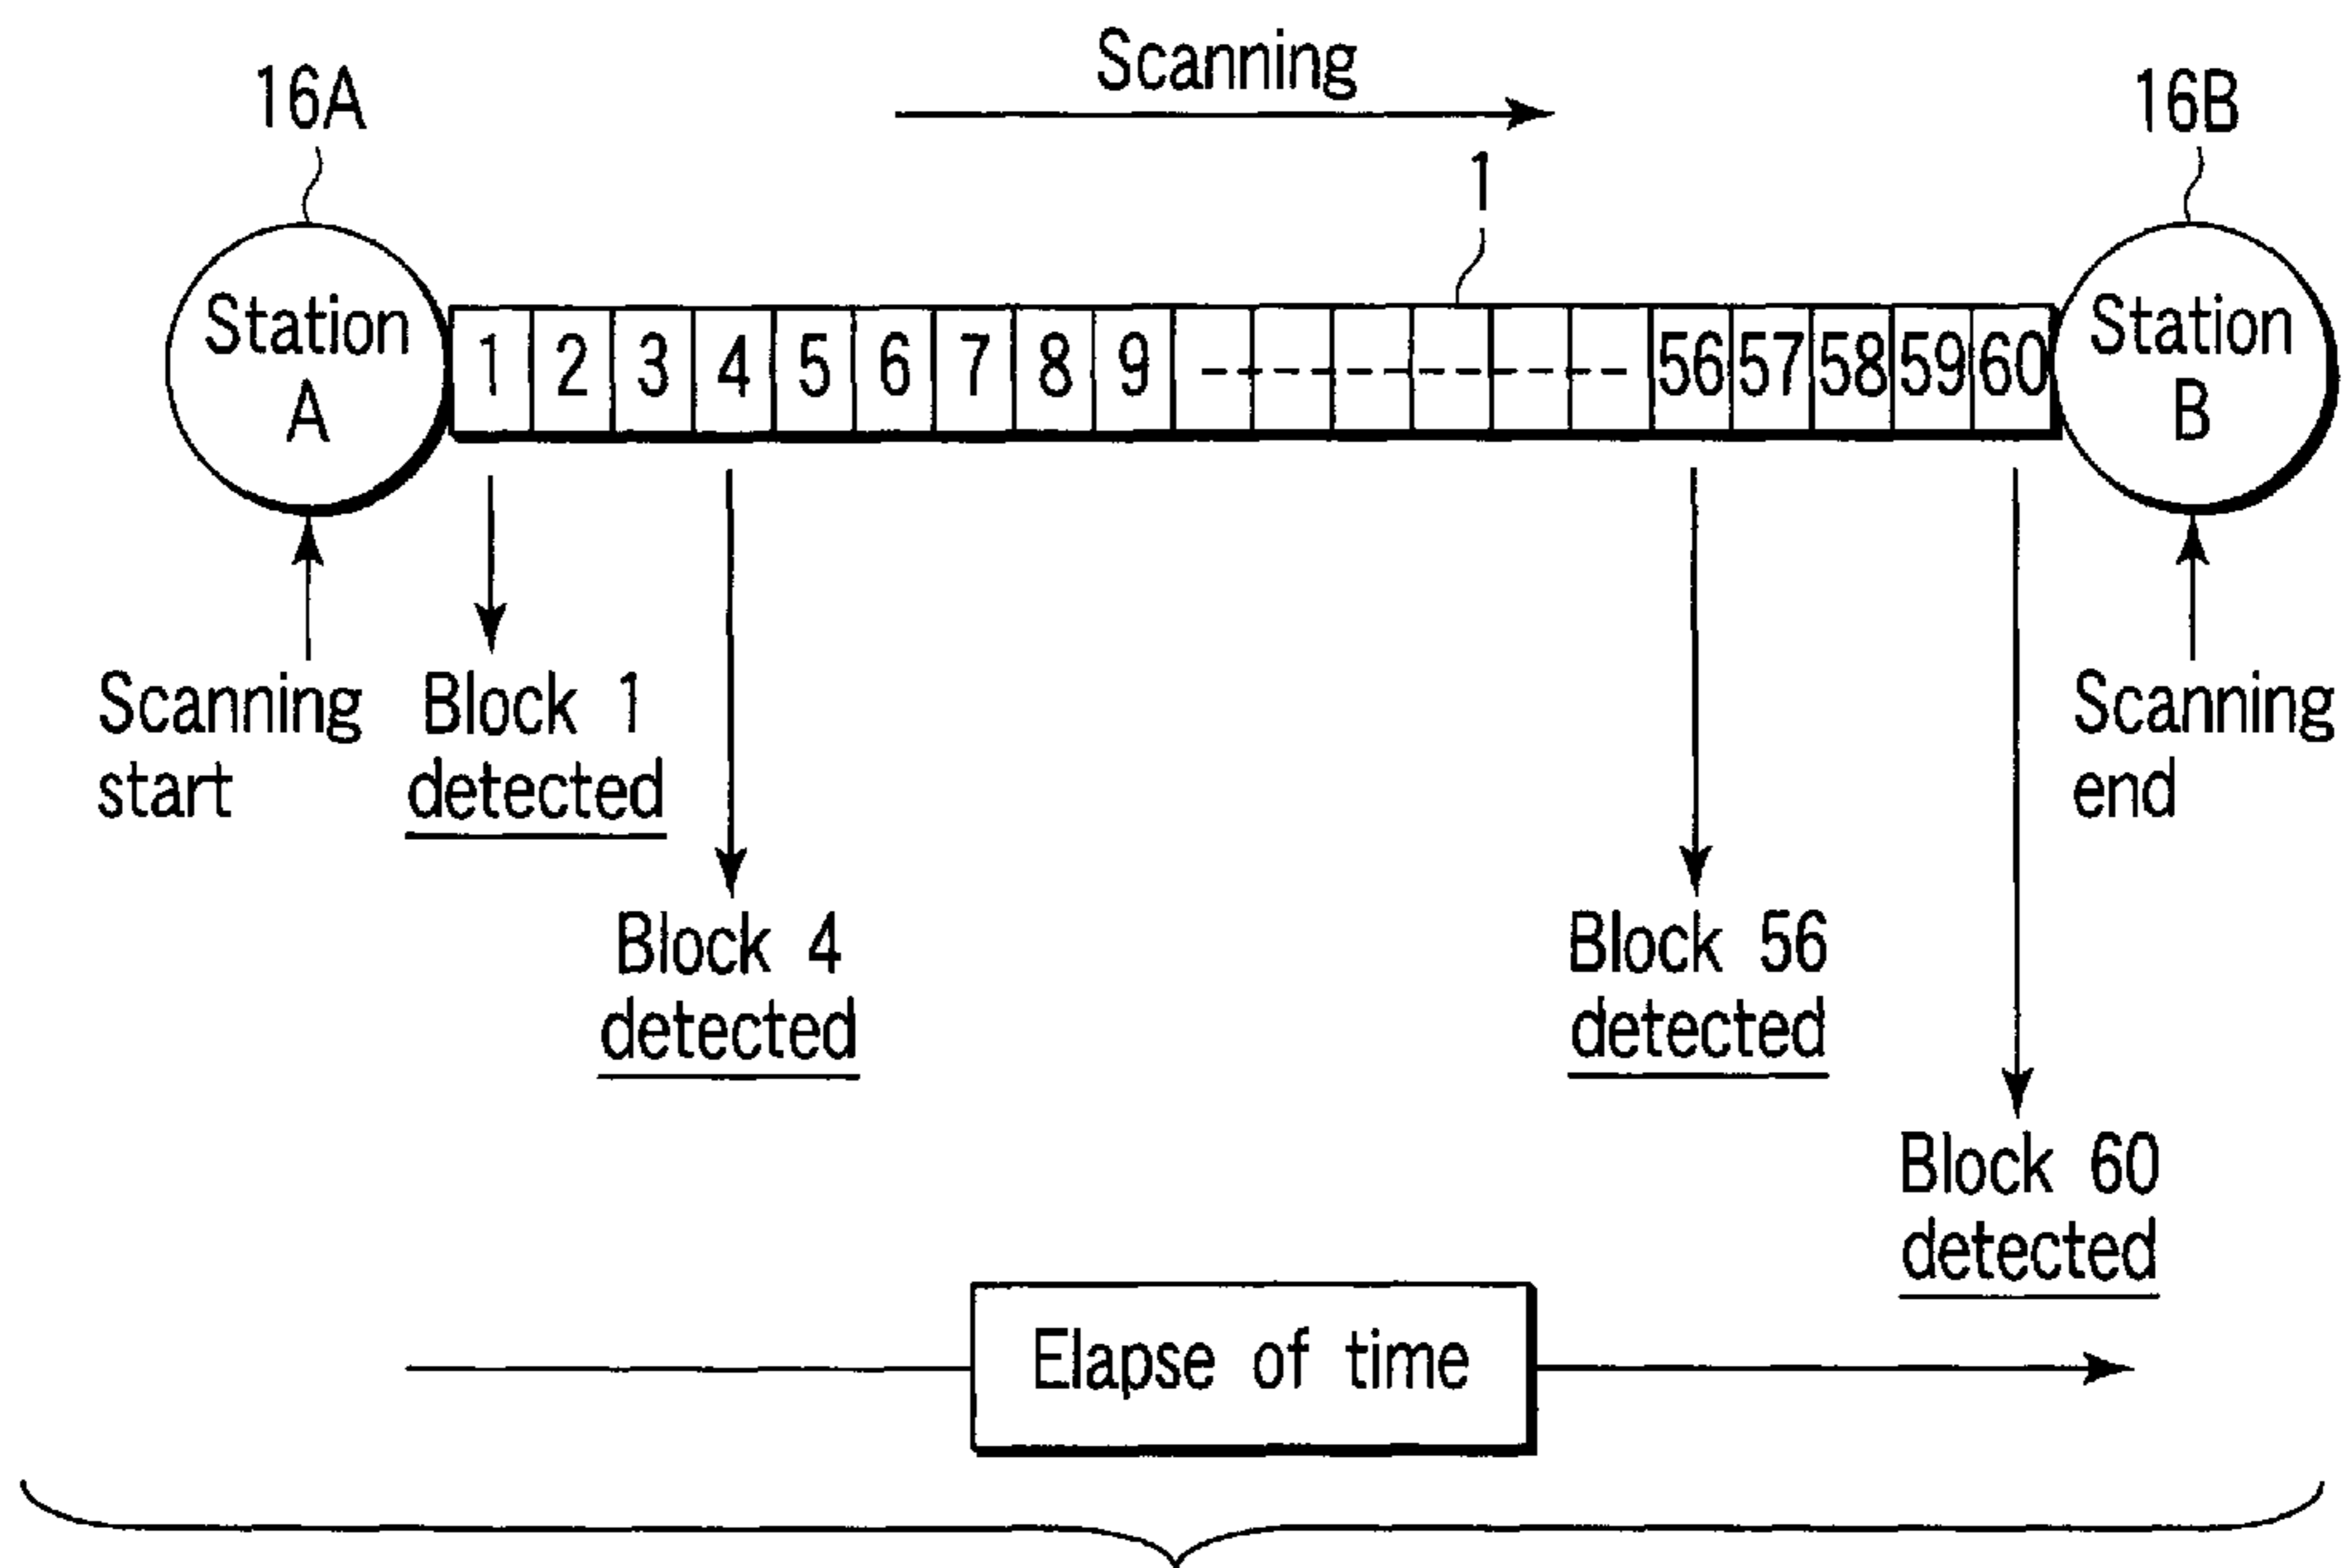 Scanning
16A
16B
1
Station
A
1 2 3 4 5 6 7 8 9 56 57 58 59 60
Station
B
Scanning
start
Block 1
detected
Scanning
end
Block 4
detected
Block 56
detected
Block 60
detected
Elapse of time